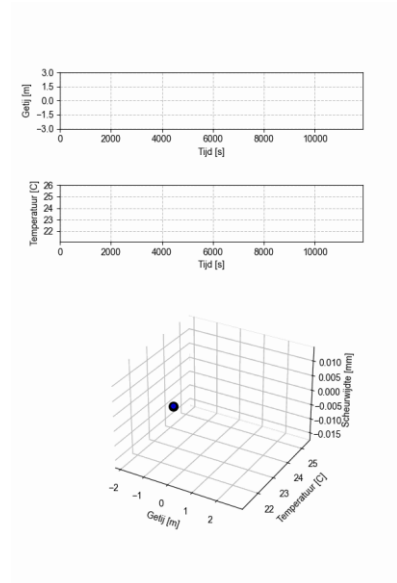 3.0
1.5
0.0
−1.5
−3.0
Getij [m]
0 2000 4000 6000 8000 10000
Tijd [s]
26
25
24
23
22
Temperatuur [C]
0 2000 4000 6000 8000 10000
Tijd [s]
0.010
0.005
0.000
−0.005
−0.010
−0.015
Scheurwijdte [mm]
−2 −1 0 1 2
Getij [m]
22 23 24 25
Temperatuur [C]